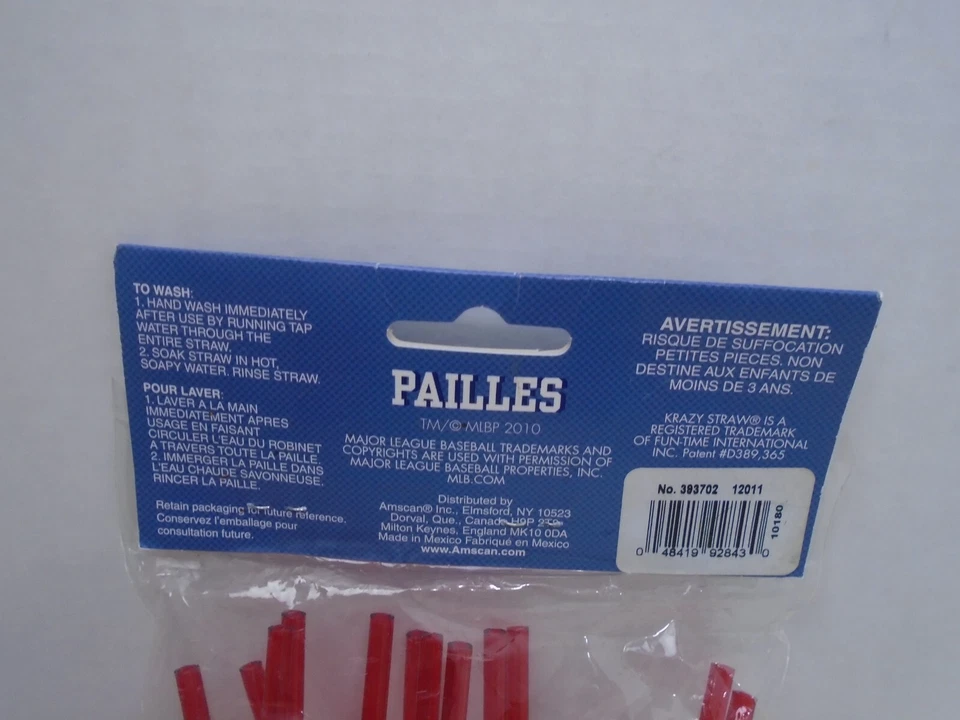 TO WASH:
1. HAND WASH IMMEDIATELY
AFTER USE BY RUNNING TAP
WATER THROUGH THE
ENTIRE STRAW.
2. SOAK STRAW IN HOT,
SOAPY WATER. RINSE STRAW.
POUR LAVER:
1. LAVER A LA MAIN
IMMEDIATEMENT APRES
USAGE EN FAISANT
CIRCULER L'EAU DU ROBINET
A TRAVERS TOUTE LA PAILLE.
2. IMMERGER LA PAILLE DANS
L'EAU CHAUDE SAVONNEUSE.
RINCER LA PAILLE.
Retain packaging for future reference.
Conservez l'emballage pour
consultation future.
PAILLES
TM/© MLBP 2010
MAJOR LEAGUE BASEBALL TRADEMARKS AND
COPYRIGHTS ARE USED WITH PERMISSION OF
MAJOR LEAGUE BASEBALL PROPERTIES, INC.
MLB.COM
Distributed by
Amscan® Inc., Elmsford, NY 10523
Dorval, Que., Canada H9P
Milton Keynes, England MK10 0DA
Made in Mexico Fabriqué en Mexico
www.Amscan.com
AVERTISSEMENT:
RISQUE DE SUFFOCATION
PETITES PIECES. NON
DESTINE AUX ENFANTS DE
MOINS DE 3 ANS.
KRAZY STRAW® IS A
REGISTERED TRADEMARK
OF FUN-TIME INTERNATIONAL
INC. Patent #D389,365
No. 393702 12011
10180
0 48419 92843 0